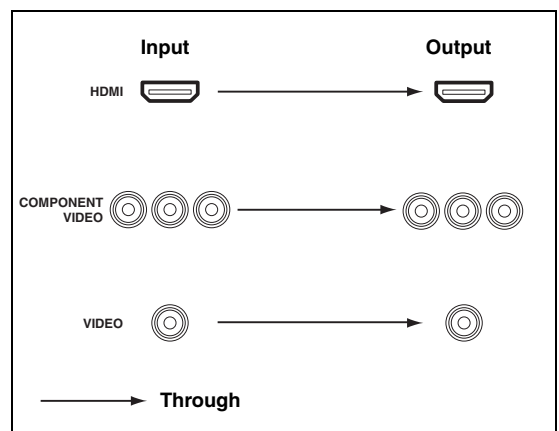 Input Output
HDMI
COMPONENT
VIDEO
VIDEO
Through